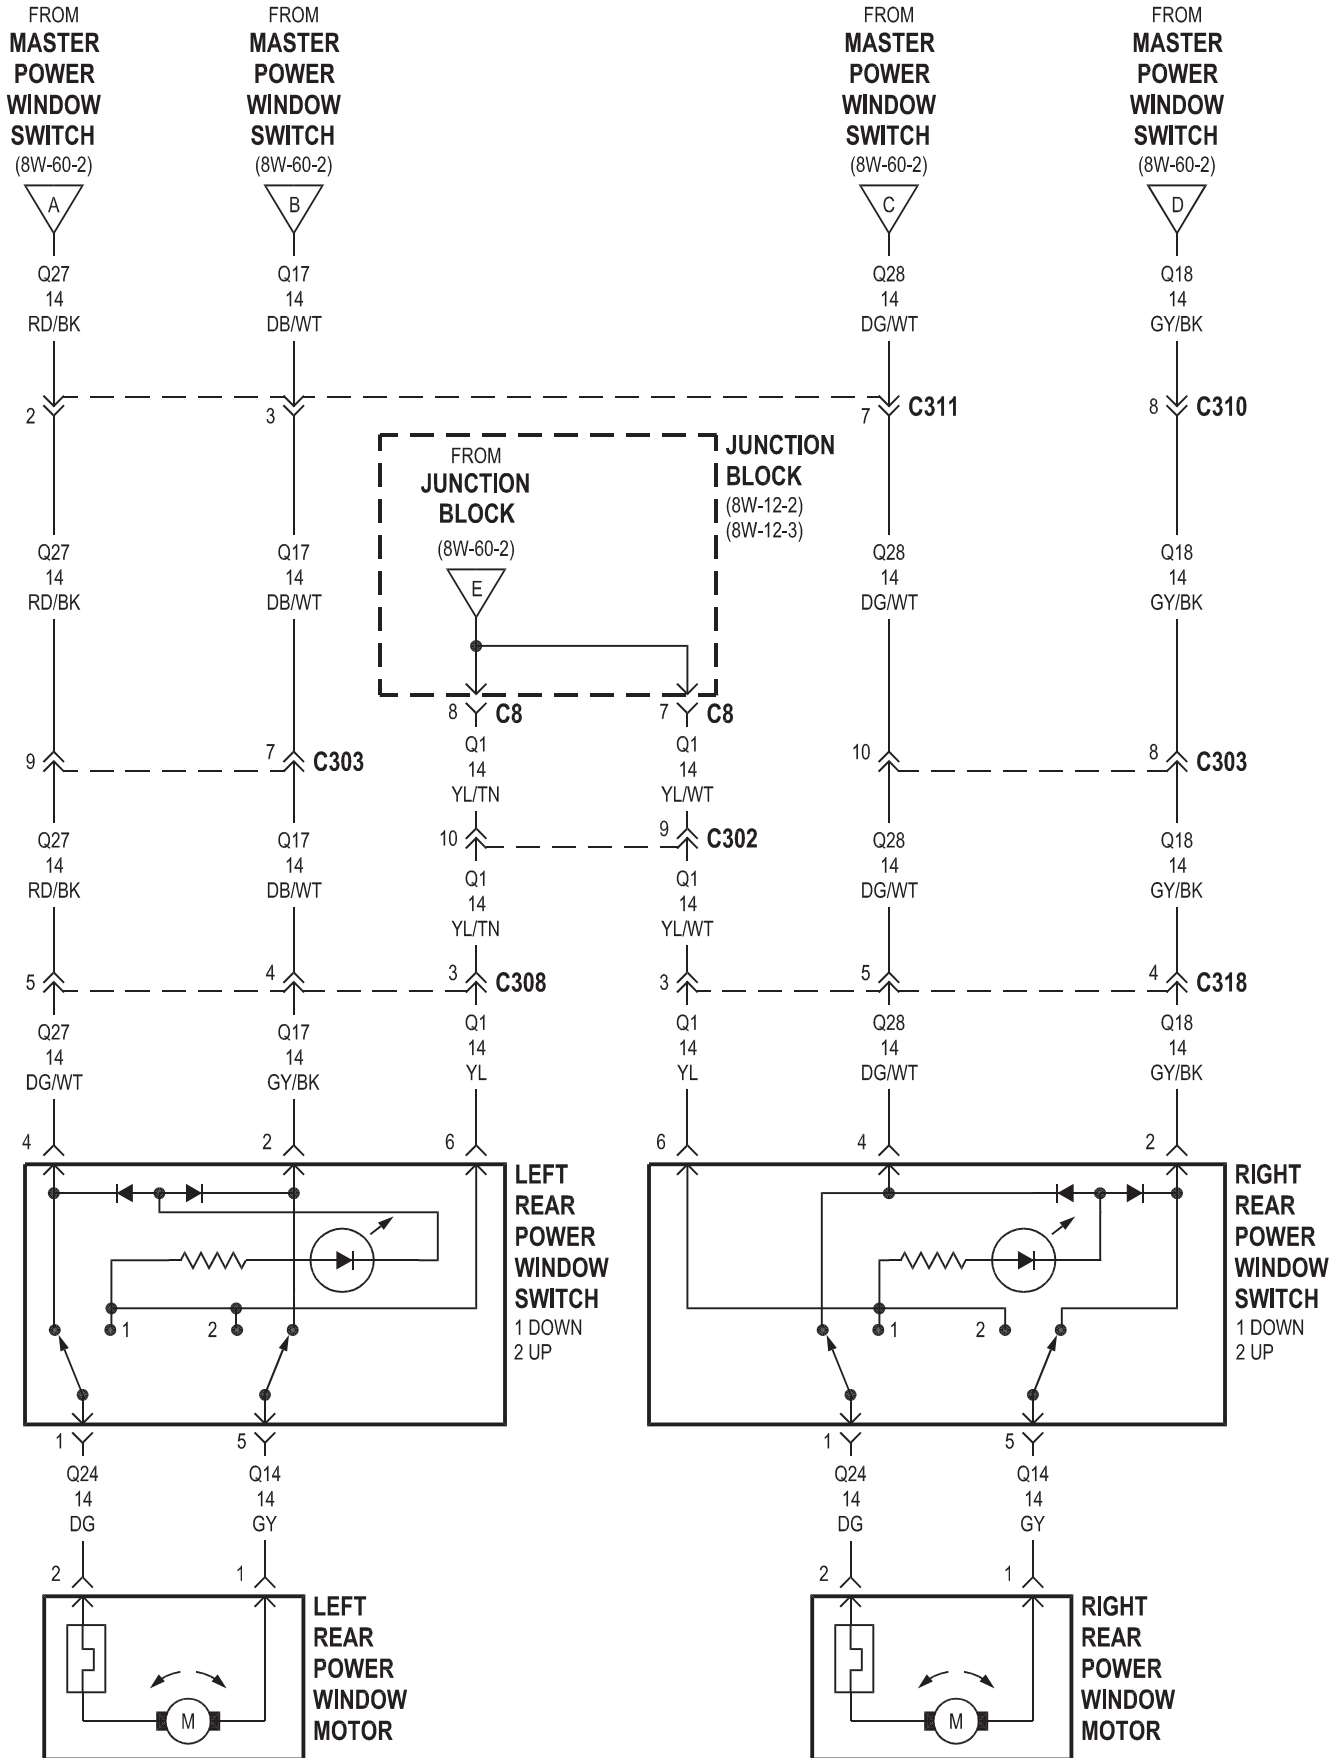 FROM
MASTER
POWER
WINDOW
SWITCH
(8W-60-2)
A
FROM
MASTER
POWER
WINDOW
SWITCH
(8W-60-2)
B
FROM
MASTER
POWER
WINDOW
SWITCH
(8W-60-2)
C
FROM
MASTER
POWER
WINDOW
SWITCH
(8W-60-2)
D
Q27
14
RD/BK
Q17
14
DB/WT
Q28
14
DG/WT
Q18
14
GY/BK
2
3
7
C311
8
C310
FROM
JUNCTION
BLOCK
(8W-60-2)
E
JUNCTION
BLOCK
(8W-12-2)
(8W-12-3)
Q27
14
RD/BK
Q17
14
DB/WT
Q28
14
DG/WT
Q18
14
GY/BK
8
C8
7
C8
Q1
14
YL/TN
Q1
14
YL/WT
9
7
C303
10
8
C303
10
9
C302
Q27
14
RD/BK
Q17
14
DB/WT
Q1
14
YL/TN
Q1
14
YL/WT
Q28
14
DG/WT
Q18
14
GY/BK
5
4
3
C308
3
5
4
C318
Q27
14
DG/WT
Q17
14
GY/BK
Q1
14
YL
Q1
14
YL
Q28
14
DG/WT
Q18
14
GY/BK
4
2
6
6
4
2
LEFT
REAR
POWER
WINDOW
SWITCH
1 DOWN
2 UP
1
2
RIGHT
REAR
POWER
WINDOW
SWITCH
1 DOWN
2 UP
1
2
1
5
1
5
Q24
14
DG
Q14
14
GY
Q24
14
DG
Q14
14
GY
2
1
2
1
LEFT
REAR
POWER
WINDOW
MOTOR
M
RIGHT
REAR
POWER
WINDOW
MOTOR
M